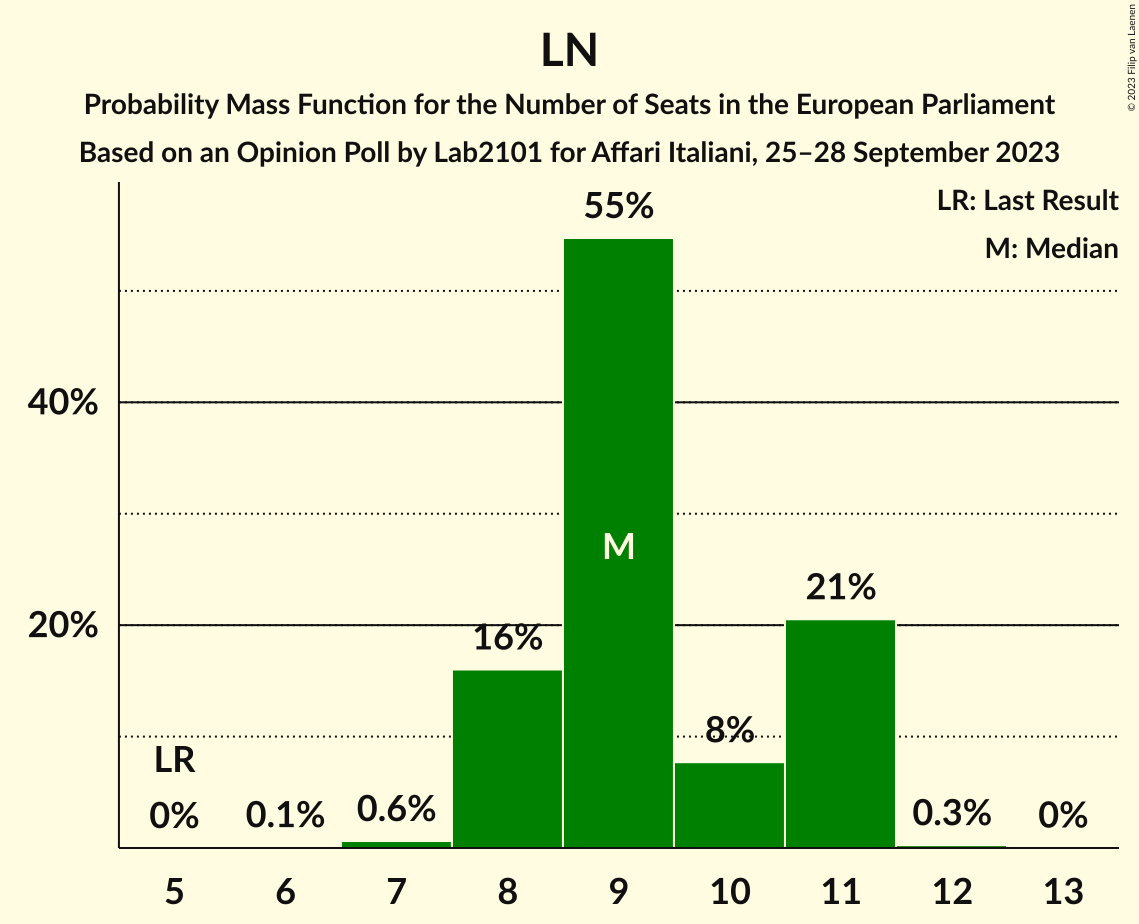 LN
Probability Mass Function for the Number of Seats in the European Parliament
Based on an Opinion Poll by Lab2101 for Affari Italiani, 25–28 September 2023
© 2023 Filip van Laenen
LR: Last Result
M: Median
55%
40%
M
21%
20%
16%
8%
LR
0%
0.1%
0.6%
0.3%
0%
5 6 7 8 9 10 11 12 13